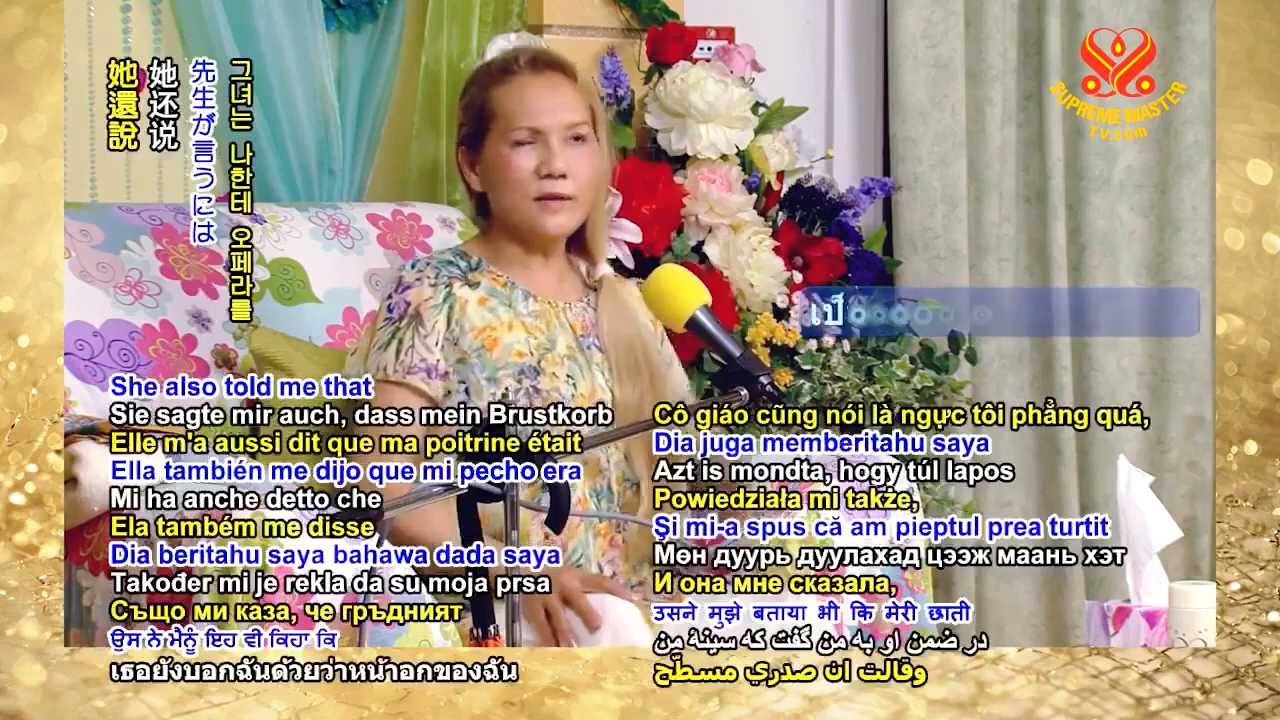 她還說
她还说
先生が言うには
그녀는 나한테 오페라를
SUPREME MASTER
TV.com
เป็
She also told me that
Sie sagte mir auch, dass mein Brustkorb
Elle m'a aussi dit que ma poitrine était
Ella también me dijo que mi pecho era
Mi ha anche detto che
Ela também me disse
Dia beritahu saya bahawa dada saya
Također mi je rekla da su moja prsa
Също ми каза, че гръдният
ਉਸ ਨੇ ਮੈਨੂੰ ਇਹ ਵੀ ਕਿਹਾ ਕਿ
เธอยังบอกฉันด้วยว่าหน้าอกของฉัน
Cô giáo cũng nói là ngực tôi phẳng quá,
Dia juga memberitahu saya
Azt is mondta, hogy túl lapos
Powiedziała mi także,
Şi mi-a spus că am pieptul prea turtit
Мөн дуурь дуулахад цээж маань хэт
И она мне сказала,
उसने मुझे बताया भी कि मेरी छाती
در ضمن او به من گفت که سینۀ من
وقالت ان صدري مسطّح